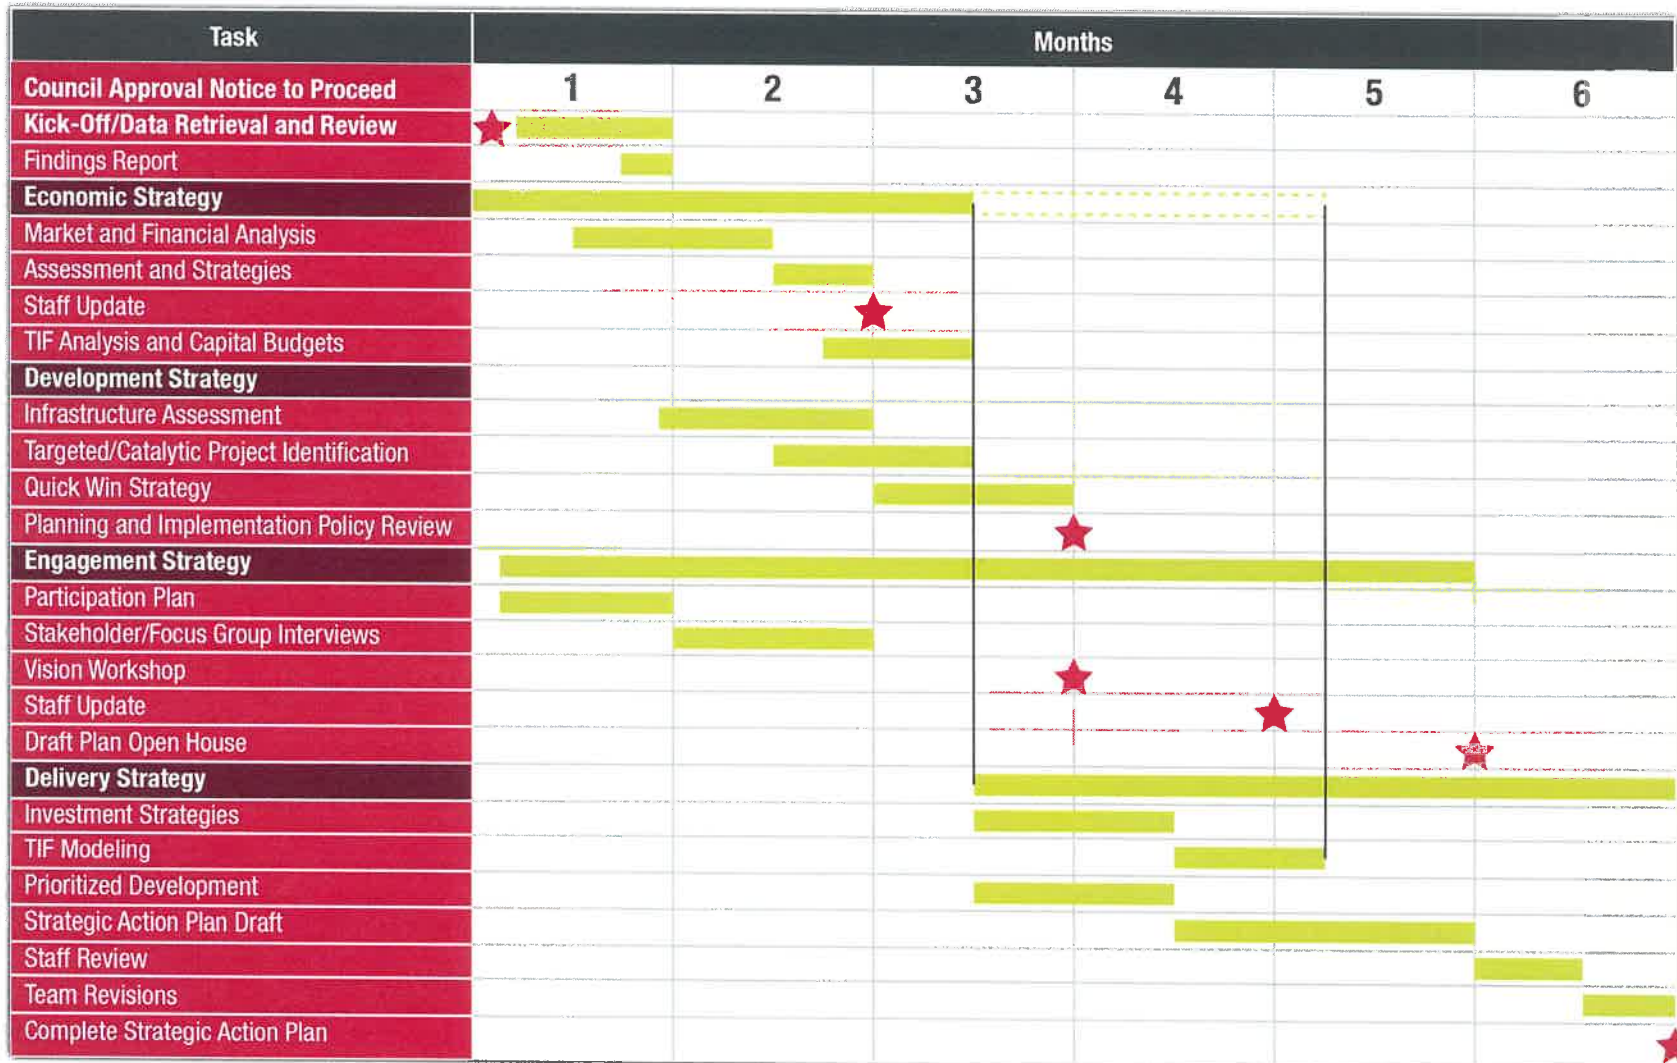 Task
Months
Council Approval Notice to Proceed
1 2 3 4 5 6
Kick-Off/Data Retrieval and Review
Findings Report
Economic Strategy
Market and Financial Analysis
Assessment and Strategies
Staff Update
TIF Analysis and Capital Budgets
Development Strategy
Infrastructure Assessment
Targeted/Catalytic Project Identification
Quick Win Strategy
Planning and Implementation Policy Review
Engagement Strategy
Participation Plan
Stakeholder/Focus Group Interviews
Vision Workshop
Staff Update
Draft Plan Open House
Delivery Strategy
Investment Strategies
TIF Modeling
Prioritized Development
Strategic Action Plan Draft
Staff Review
Team Revisions
Complete Strategic Action Plan